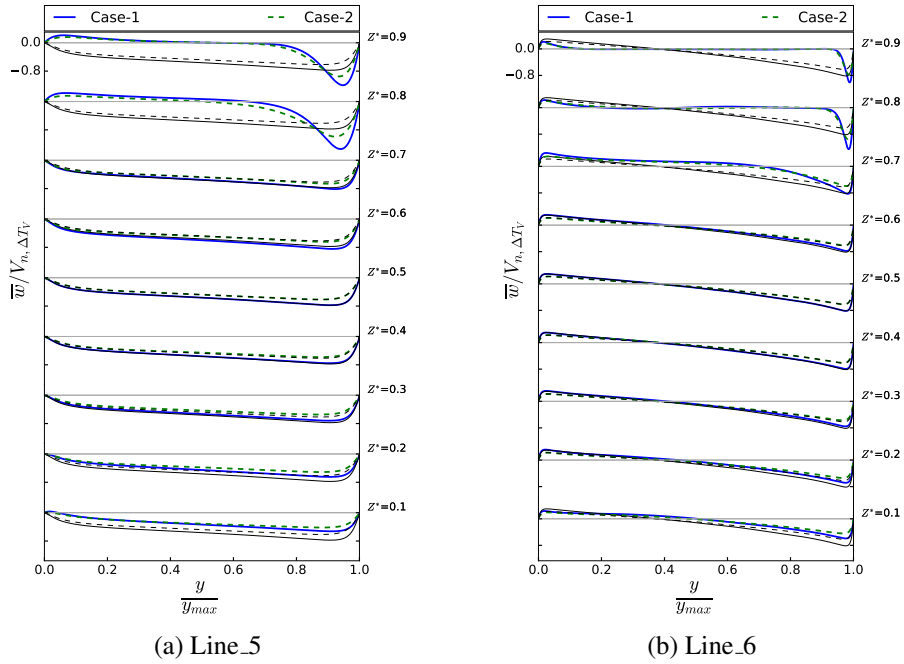 Case-1 Case-2
0.0
−0.8
Z*=0.9
Z*=0.8
Z*=0.7
Z*=0.6
Z*=0.5
Z*=0.4
Z*=0.3
Z*=0.2
Z*=0.1
w̅/V_{n, ΔT_V}
0.0 0.2 0.4 0.6 0.8 1.0
y
y_{max}
(a) Line_5
Case-1 Case-2
0.0
−0.8
Z*=0.9
Z*=0.8
Z*=0.7
Z*=0.6
Z*=0.5
Z*=0.4
Z*=0.3
Z*=0.2
Z*=0.1
w̅/V_{n, ΔT_V}
0.0 0.2 0.4 0.6 0.8 1.0
y
y_{max}
(b) Line_6